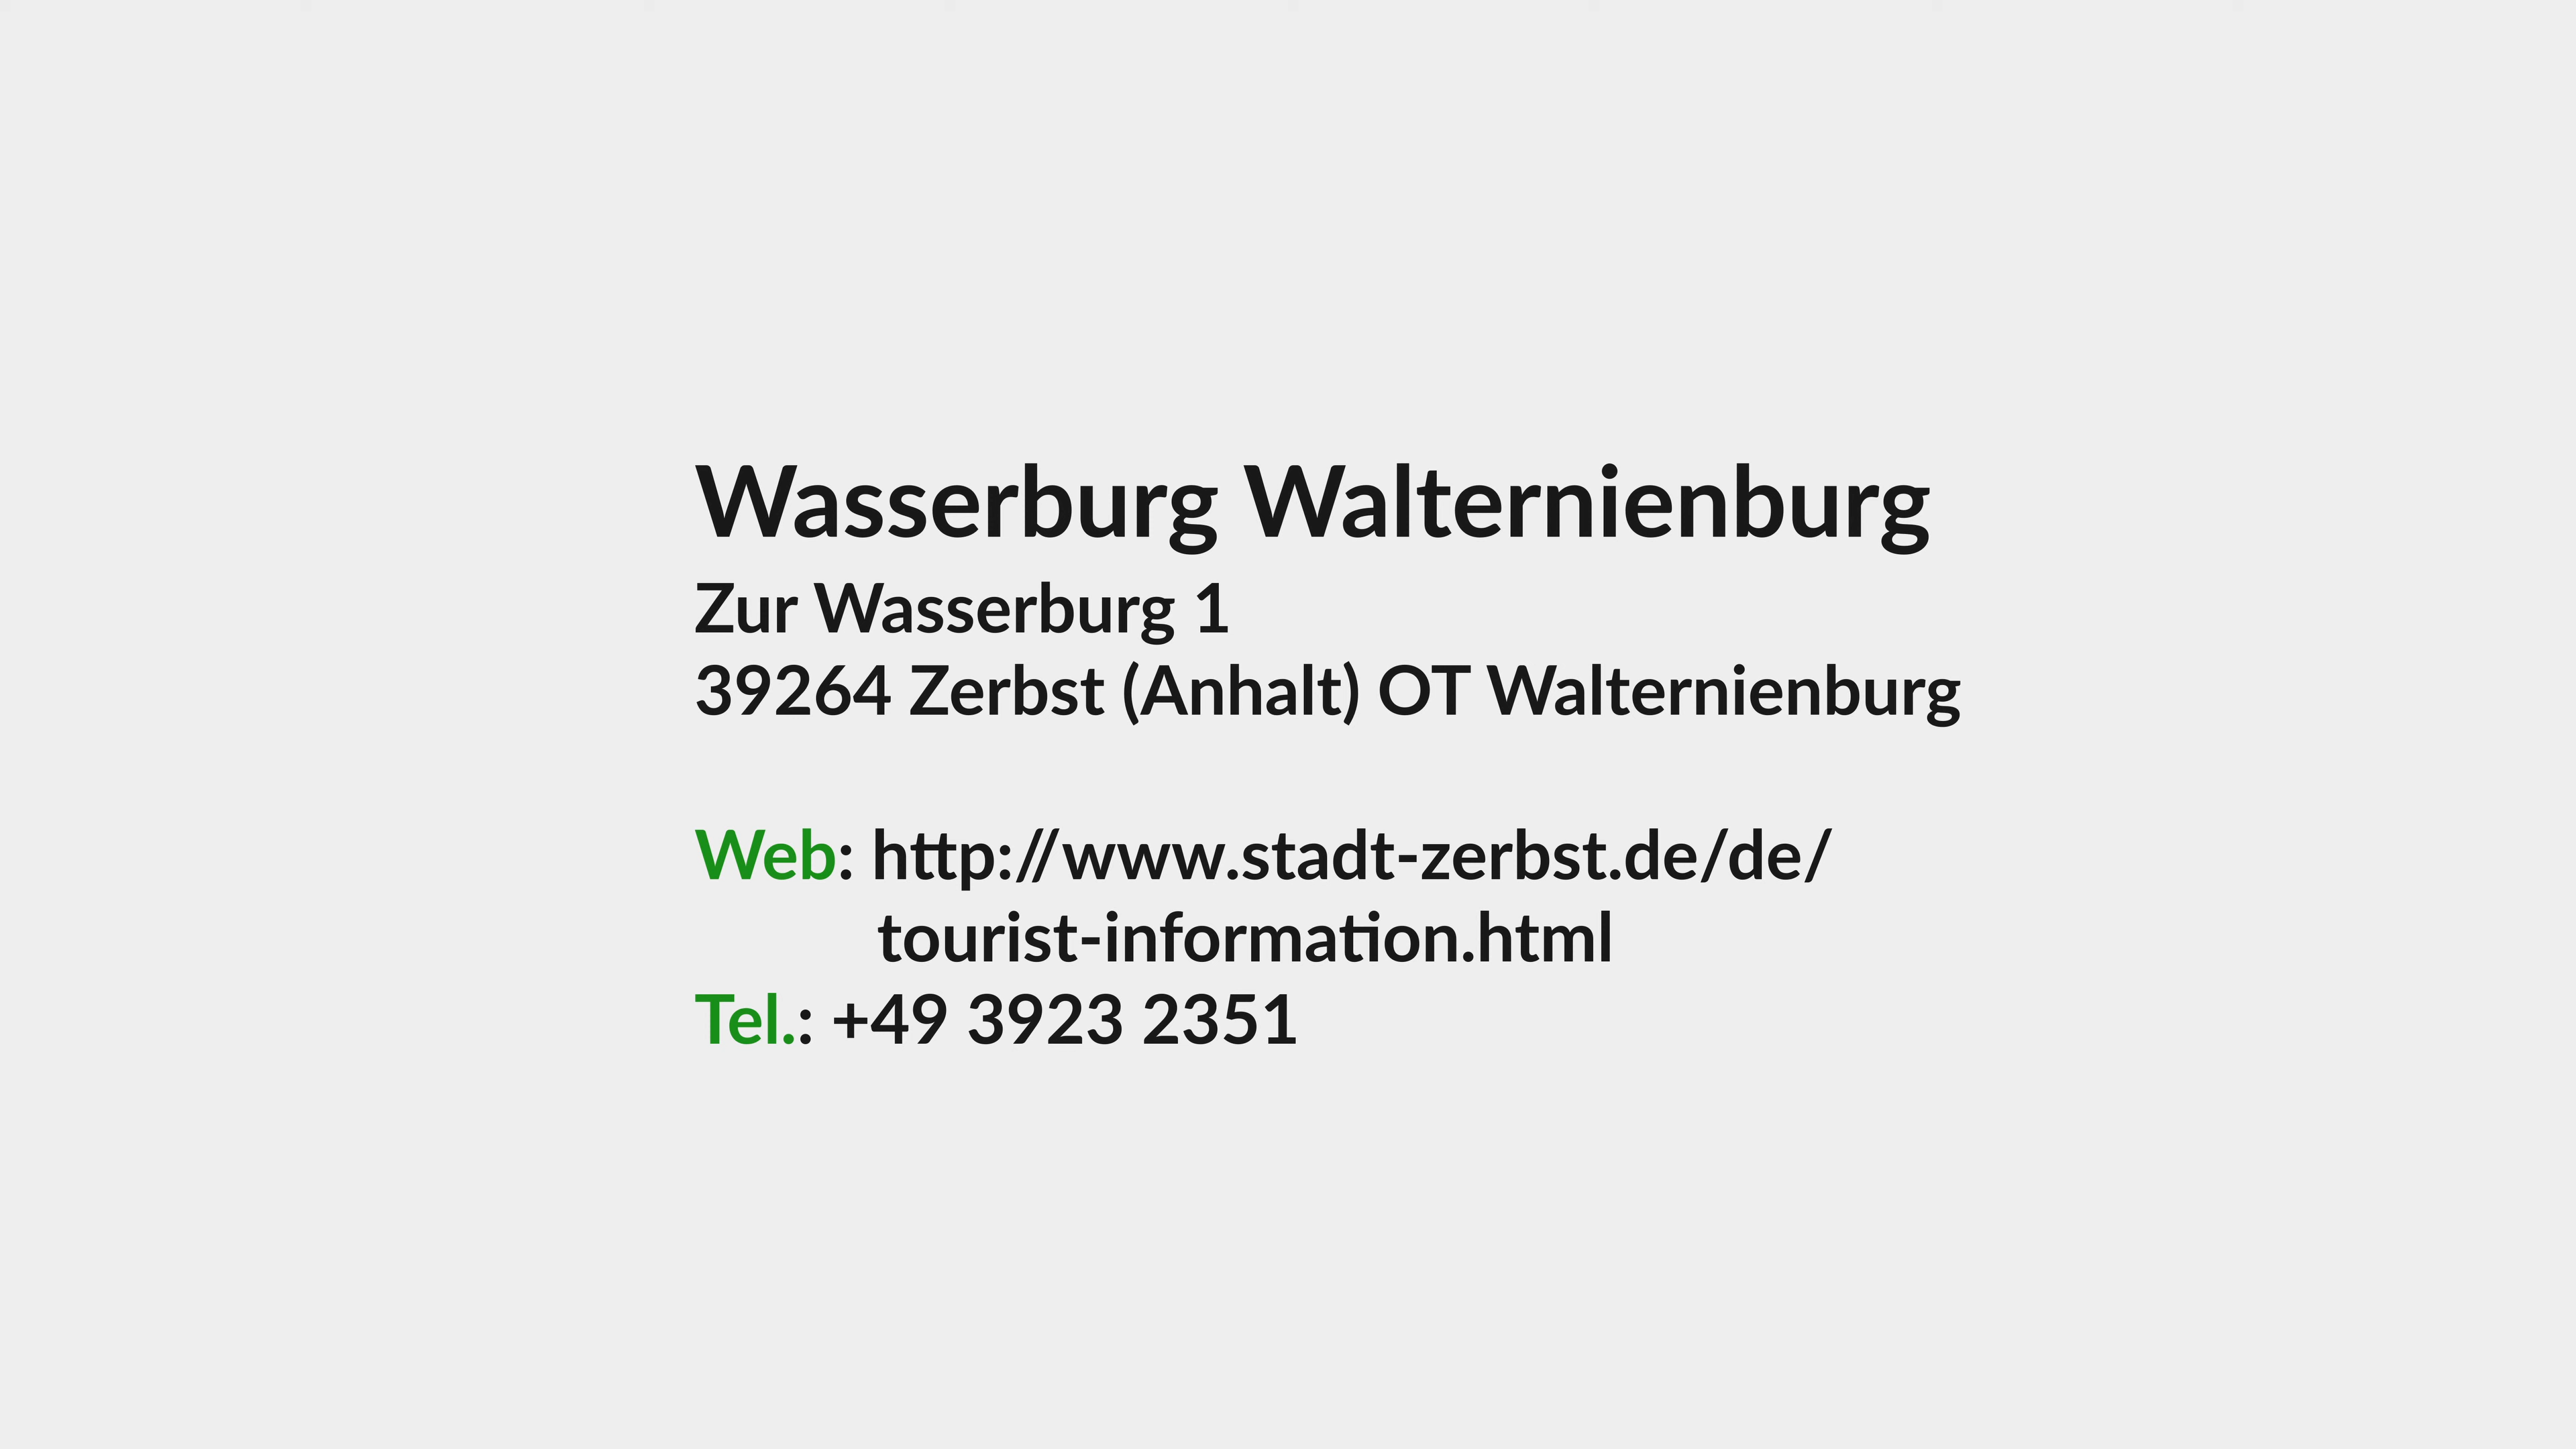 Wasserburg Walternienburg
Zur Wasserburg 1
39264 Zerbst (Anhalt) OT Walternienburg
Web: http://www.stadt-zerbst.de/de/
tourist-information.html
Tel.: +49 3923 2351